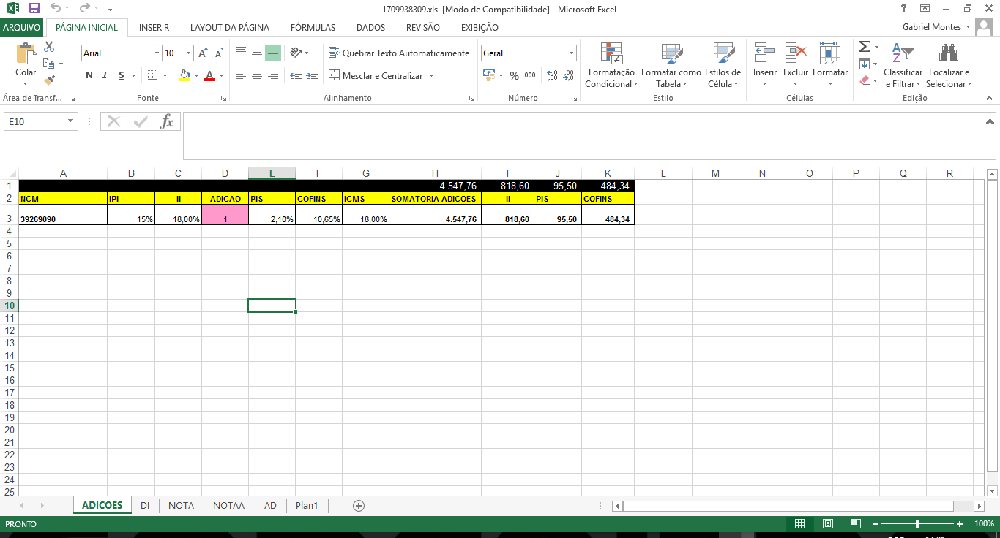 1709938309.xls [Modo de Compatibilidade] - Microsoft Excel
ARQUIVO PÁGINA INICIAL INSERIR LAYOUT DA PÁGINA FÓRMULAS DADOS REVISÃO EXIBIÇÃO Gabriel Montes
Colar
Arial 10
N I S
Quebrar Texto Automaticamente
Mesclar e Centralizar
Geral
% 000
Formatação Condicional
Formatar como Tabela
Estilos de Célula
Inserir Excluir Formatar
Classificar e Filtrar
Localizar e Selecionar
Área de Transf... Fonte Alinhamento Número Estilo Células Edição
E10 fx
A B C D E F G H I J K L M N O P Q R
1 4.547,76 818,60 95,50 484,34
2 NCM IPI II ADICAO PIS COFINS ICMS SOMATORIA ADICOES II PIS COFINS
3 39269090 15% 18,00% 1 2,10% 10,65% 18,00% 4.547,76 818,60 95,50 484,34
4
5
6
7
8
9
10
11
12
13
14
15
16
17
18
19
20
21
22
23
24
25
ADICOES DI NOTA NOTAA AD Plan1
PRONTO 100%